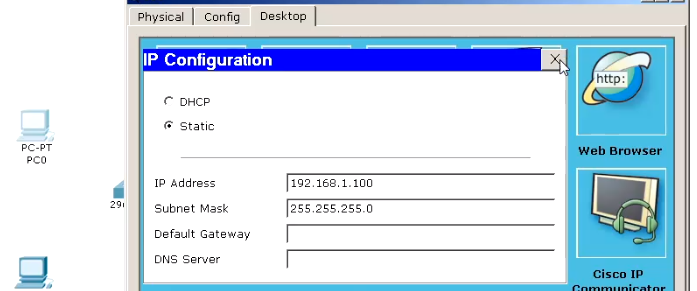 Physical Config Desktop
IP Configuration
http:
DHCP
Static
PC-PT
PC0
Web Browser
IP Address 192.168.1.100
Subnet Mask 255.255.255.0
Default Gateway
DNS Server
Cisco IP
Communicator